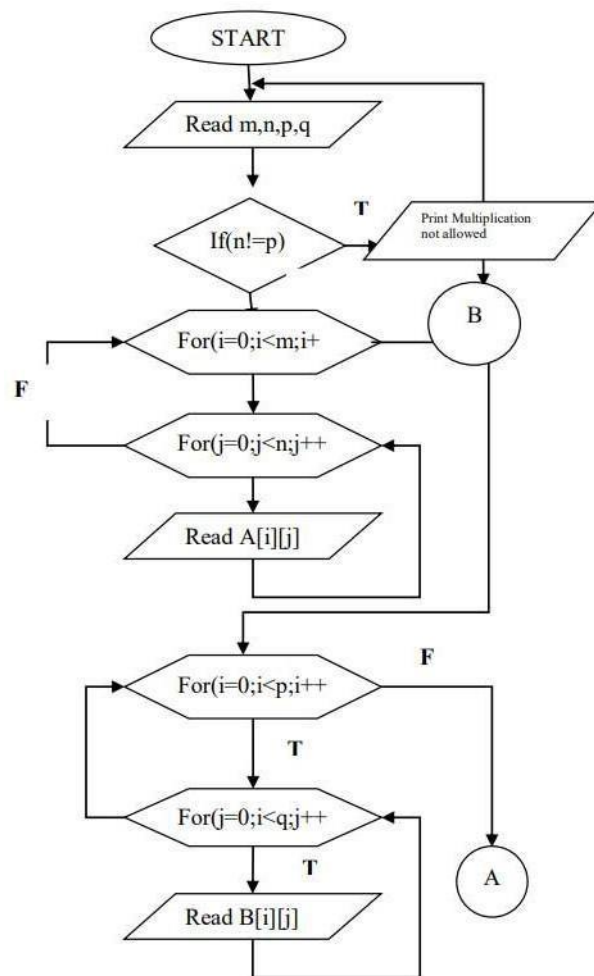 START
Read m,n,p,q
T
Print Multiplication
not allowed
If(n!=p)
B
For(i=0;i<m;i+
F
For(j=0;j<n;j++
Read A[i][j]
F
For(i=0;i<p;i++
T
For(j=0;i<q;j++
T
A
Read B[i][j]